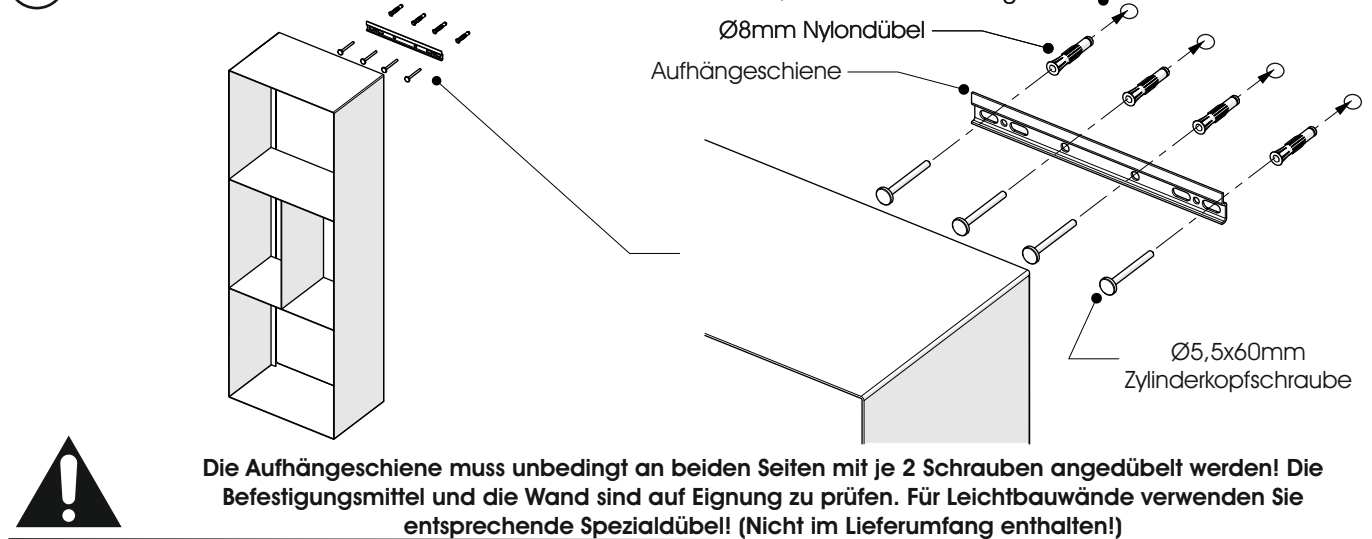 Ø8mm Nylondübel
Aufhängeschiene
Ø5,5x60mm
Zylinderkopfschraube
Die Aufhängeschiene muss unbedingt an beiden Seiten mit je 2 Schrauben angedübelt werden! Die
Befestigungsmittel und die Wand sind auf Eignung zu prüfen. Für Leichtbauwände verwenden Sie
entsprechende Spezialdübel! (Nicht im Lieferumfang enthalten!)